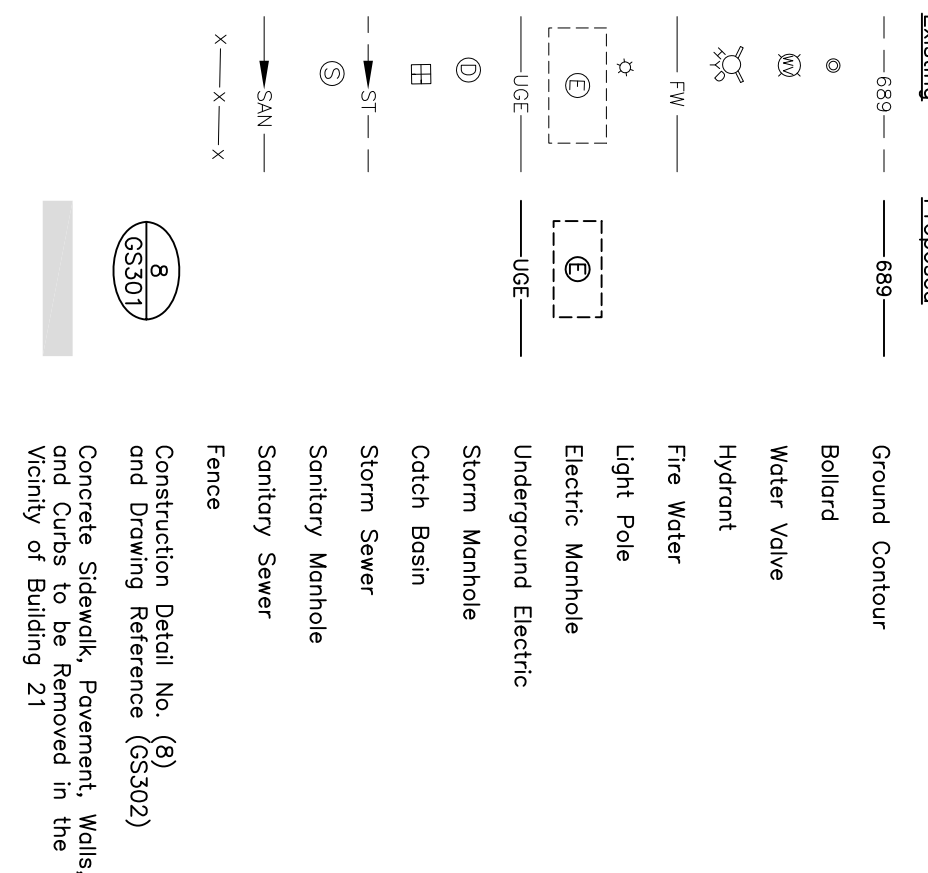 Existing
Proposed
689
689
Ground Contour
Bollard
WV
Water Valve
HYD
Hydrant
FW
Fire Water
Light Pole
E
E
Electric Manhole
UGE
UGE
Underground Electric
D
Storm Manhole
Catch Basin
ST
Storm Sewer
S
Sanitary Manhole
SAN
Sanitary Sewer
X X X
Fence
8
GS301
Construction Detail No. (8)
and Drawing Reference (GS302)
Concrete Sidewalk, Pavement, Walls,
and Curbs to be Removed in the
Vicinity of Building 21